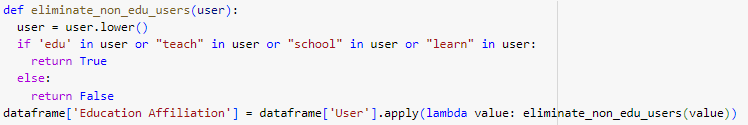 def eliminate_non_edu_users(user):
  user = user.lower()
  if 'edu' in user or "teach" in user or "school" in user or "learn" in user:
    return True
  else:
    return False
dataframe['Education Affiliation'] = dataframe['User'].apply(lambda value: eliminate_non_edu_users(value))